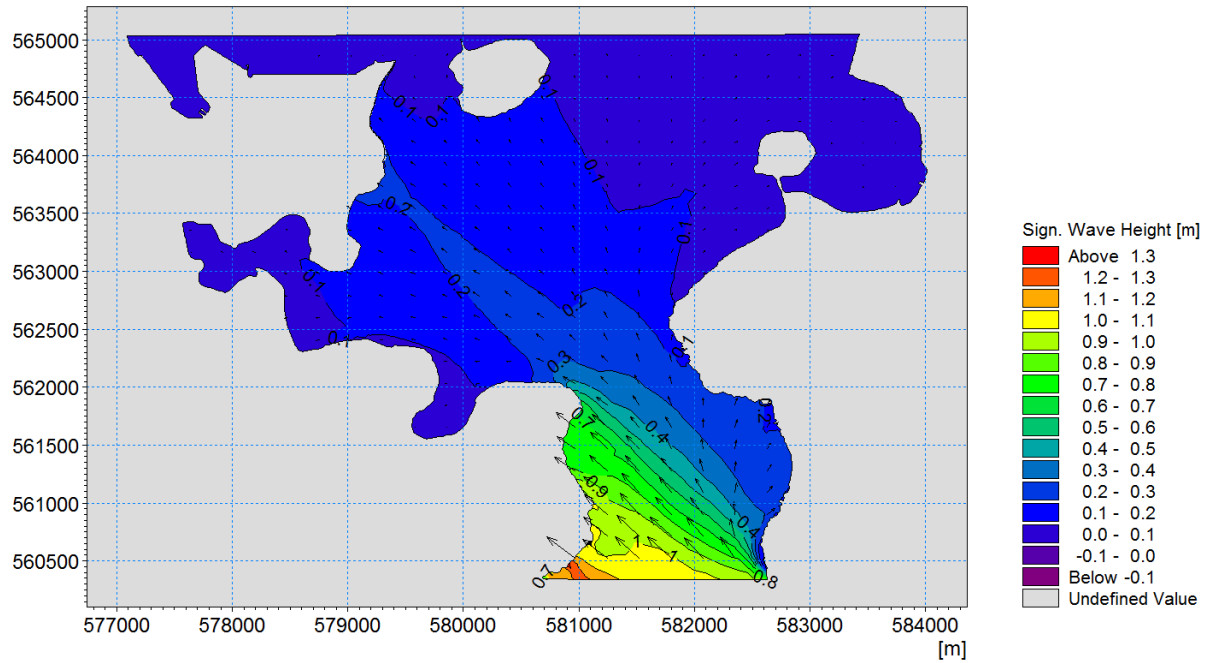 565000
564500
564000
563500
563000
562500
562000
561500
561000
560500
577000 578000 579000 580000 581000 582000 583000 584000
[m]
0.1
0.1
0.1
0.1
0.1
0.2
0.2
0.2
0.1
0.1
0.3
0.2
0.7
0.4
0.9
0.4
1
1
0.7
0.8
Sign. Wave Height [m]
Above 1.3
1.2 - 1.3
1.1 - 1.2
1.0 - 1.1
0.9 - 1.0
0.8 - 0.9
0.7 - 0.8
0.6 - 0.7
0.5 - 0.6
0.4 - 0.5
0.3 - 0.4
0.2 - 0.3
0.1 - 0.2
0.0 - 0.1
-0.1 - 0.0
Below -0.1
Undefined Value